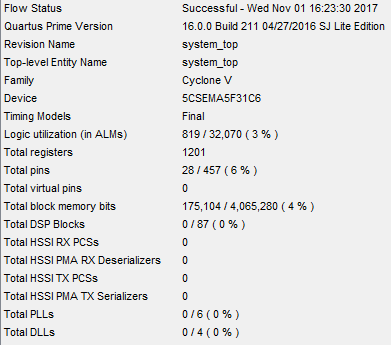 Flow Status Successful - Wed Nov 01 16:23:30 2017
Quartus Prime Version 16.0.0 Build 211 04/27/2016 SJ Lite Edition
Revision Name system_top
Top-level Entity Name system_top
Family Cyclone V
Device 5CSEMA5F31C6
Timing Models Final
Logic utilization (in ALMs) 819 / 32,070 ( 3 % )
Total registers 1201
Total pins 28 / 457 ( 6 % )
Total virtual pins 0
Total block memory bits 175,104 / 4,065,280 ( 4 % )
Total DSP Blocks 0 / 87 ( 0 % )
Total HSSI RX PCSs 0
Total HSSI PMA RX Deserializers 0
Total HSSI TX PCSs 0
Total HSSI PMA TX Serializers 0
Total PLLs 0 / 6 ( 0 % )
Total DLLs 0 / 4 ( 0 % )